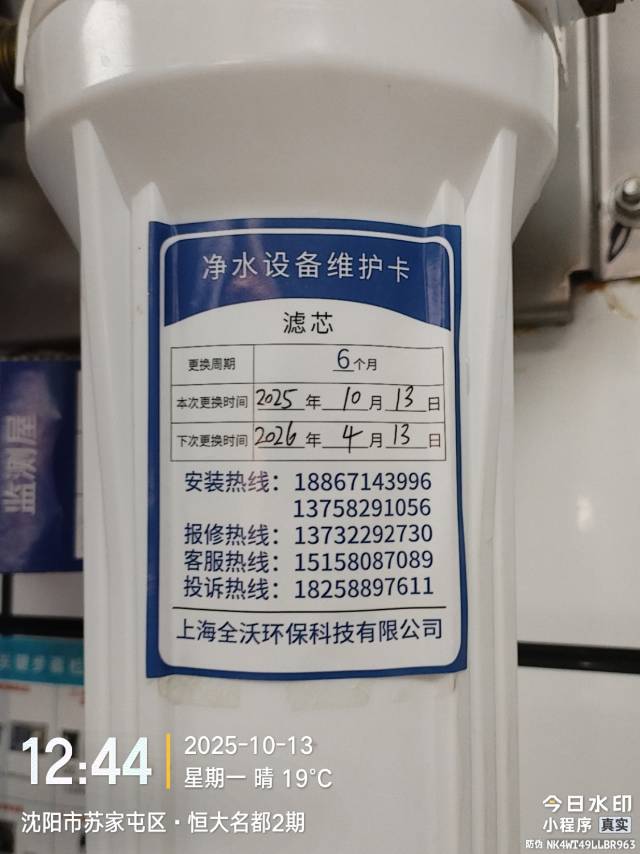 净水设备维护卡
滤芯
更换周期 6个月
本次更换时间 2025年10月13日
下次更换时间 2026年4月13日
安装热线：18867143996
13758291056
报修热线：13732292730
客服热线：15158087089
投诉热线：18258897611
上海全沃环保科技有限公司
监测屋
12:44
2025-10-13
星期一 晴 19℃
沈阳市苏家屯区·恒大名都2期
今日水印
小程序 真实
防伪 NK4WT49LLBR963